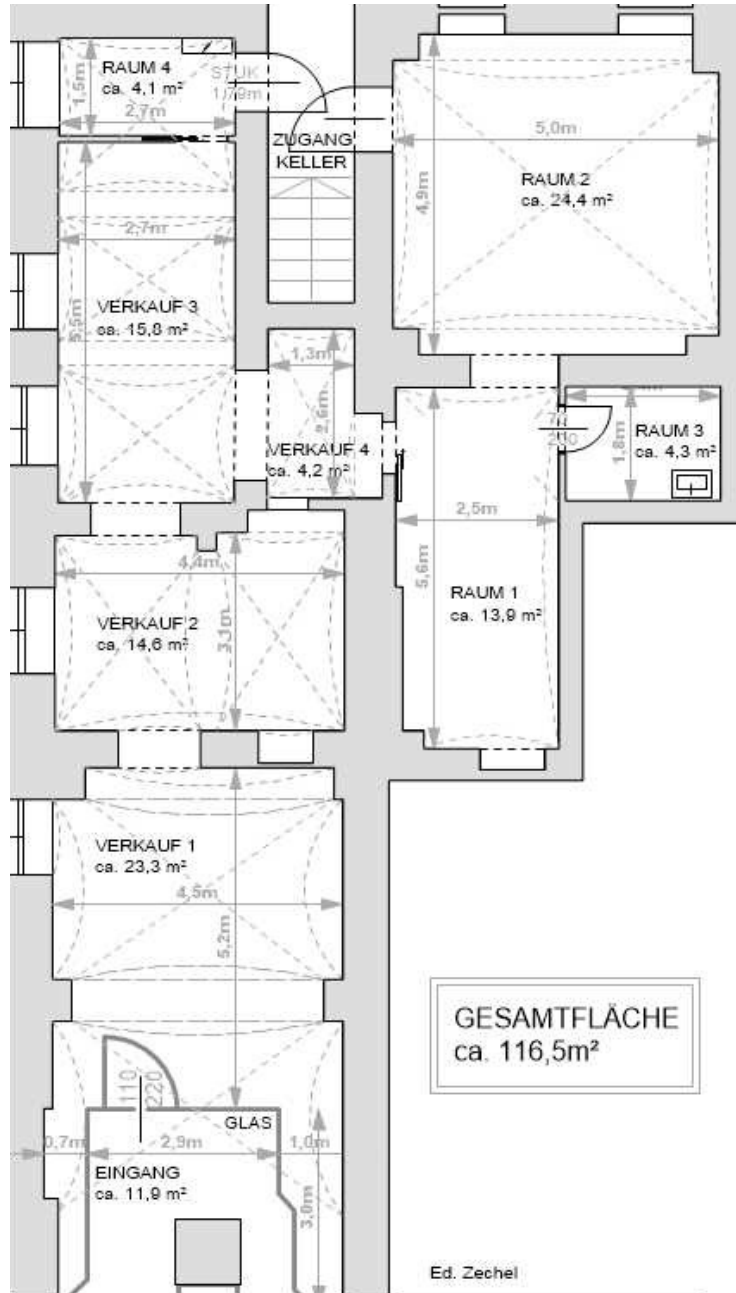 RAUM 4
ca. 4,1 m²
1,5m
2,7m
STUK
1,79m
ZUGANG
KELLER
5,0m
RAUM 2
ca. 24,4 m²
4,9m
2,7m
VERKAUF 3
ca. 15,8 m²
5,5m
1,3m
2,6m
VERKAUF 4
ca. 4,2 m²
RAUM 3
ca. 4,3 m²
1,8m
2,5m
5,6m
RAUM 1
ca. 13,9 m²
4,4m
VERKAUF 2
ca. 14,6 m²
3,1m
VERKAUF 1
ca. 23,3 m²
4,5m
5,2m
GESAMTFLÄCHE
ca. 116,5m²
110
220
GLAS
0,7m
2,9m
1,0m
EINGANG
ca. 11,9 m²
3,0m
Ed. Zechel